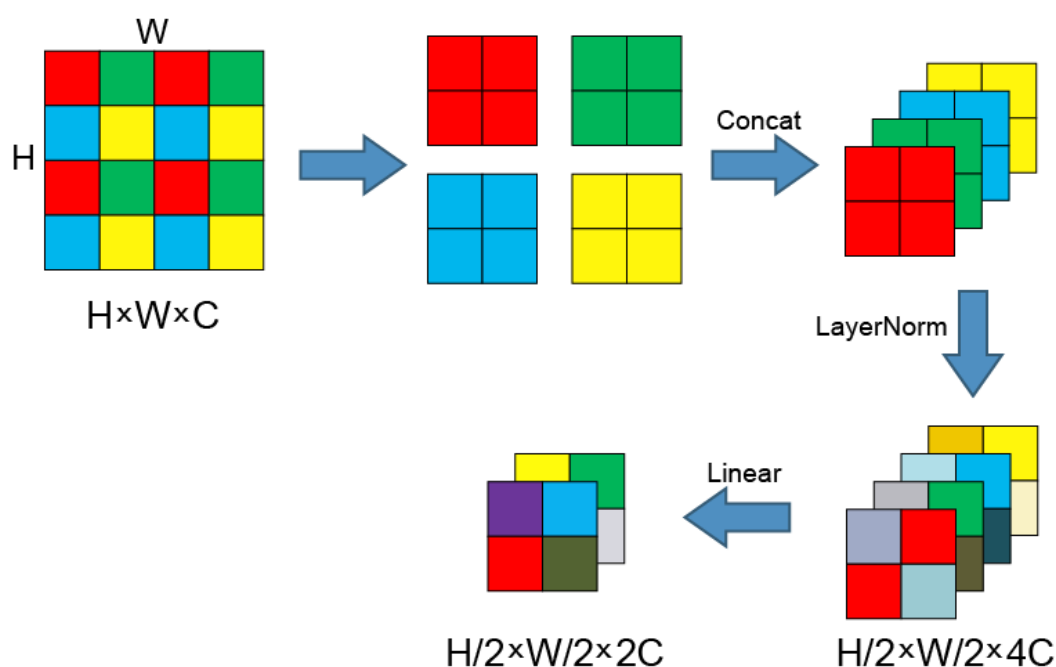 W
H
H×W×C
Concat
LayerNorm
Linear
H/2×W/2×2C
H/2×W/2×4C